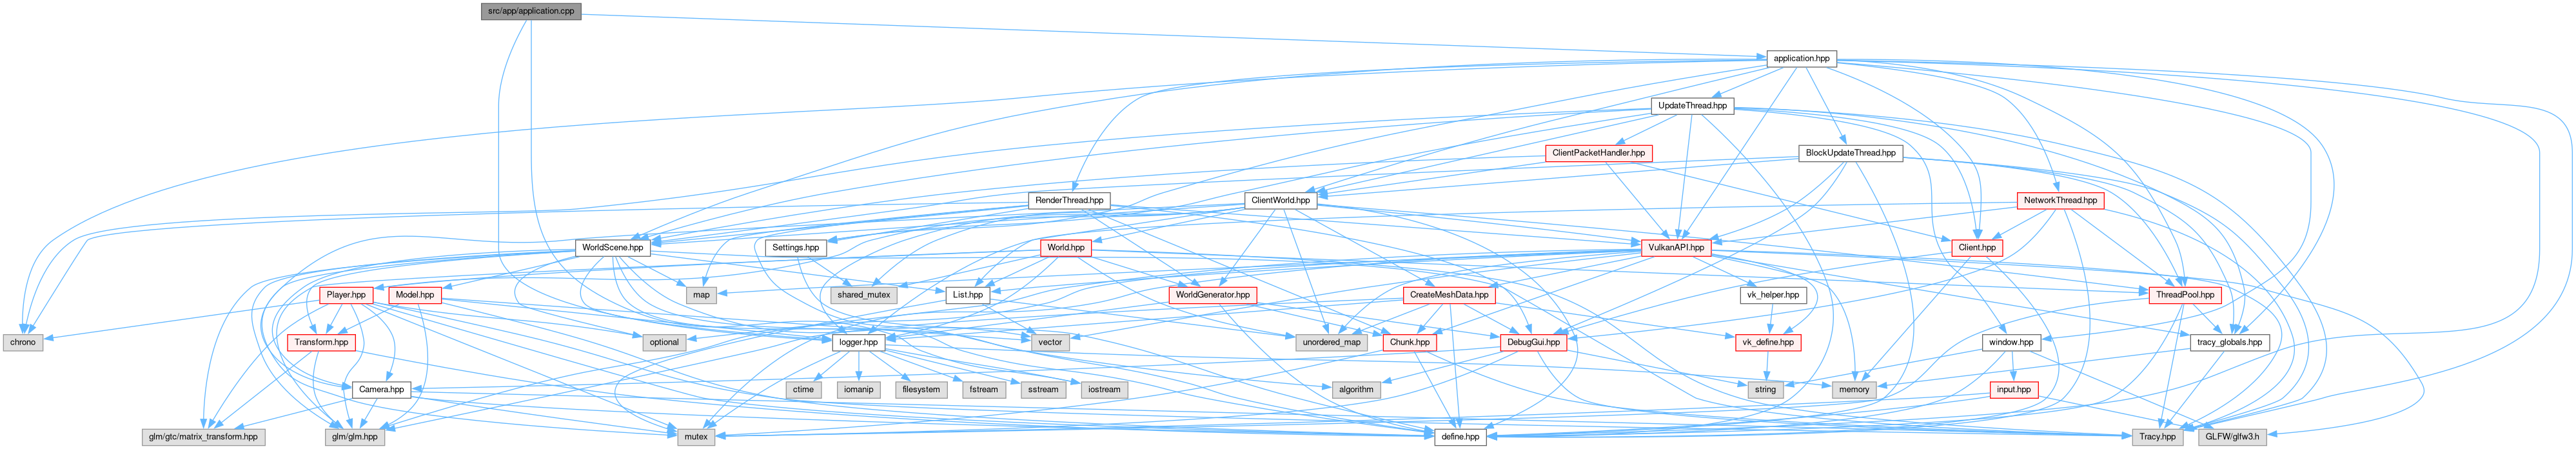 src/app/application.cpp
application.hpp
UpdateThread.hpp
ClientPacketHandler.hpp
BlockUpdateThread.hpp
RenderThread.hpp
ClientWorld.hpp
NetworkThread.hpp
WorldScene.hpp
Settings.hpp
World.hpp
VulkanAPI.hpp
Client.hpp
Player.hpp
Model.hpp
map
shared_mutex
List.hpp
WorldGenerator.hpp
CreateMeshData.hpp
vk_helper.hpp
ThreadPool.hpp
chrono
Transform.hpp
optional
vector
logger.hpp
unordered_map
Chunk.hpp
DebugGui.hpp
vk_define.hpp
window.hpp
tracy_globals.hpp
Camera.hpp
ctime
iomanip
filesystem
fstream
sstream
iostream
algorithm
string
memory
input.hpp
glm/gtc/matrix_transform.hpp
glm/glm.hpp
mutex
define.hpp
Tracy.hpp
GLFW/glfw3.h